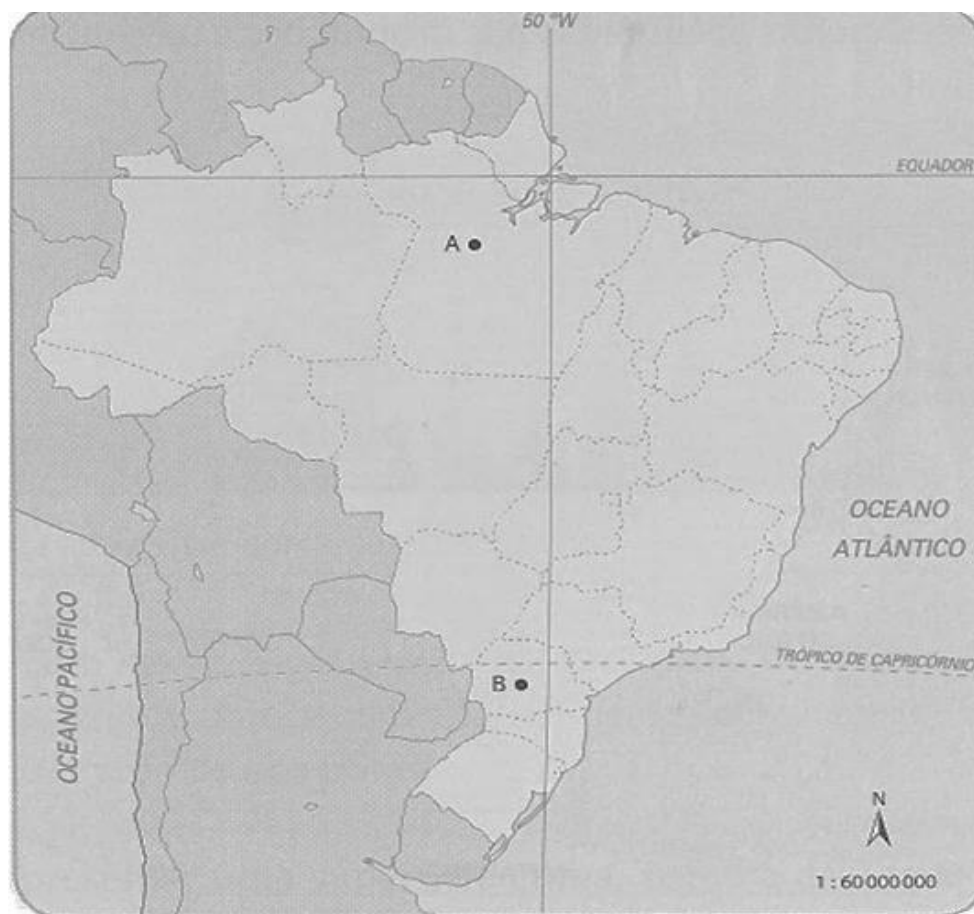 50 °W
EQUADOR
A
OCEANO
ATLÂNTICO
OCEANO PACÍFICO
TRÓPICO DE CAPRICÓRNIO
B
N
1 : 60 000 000